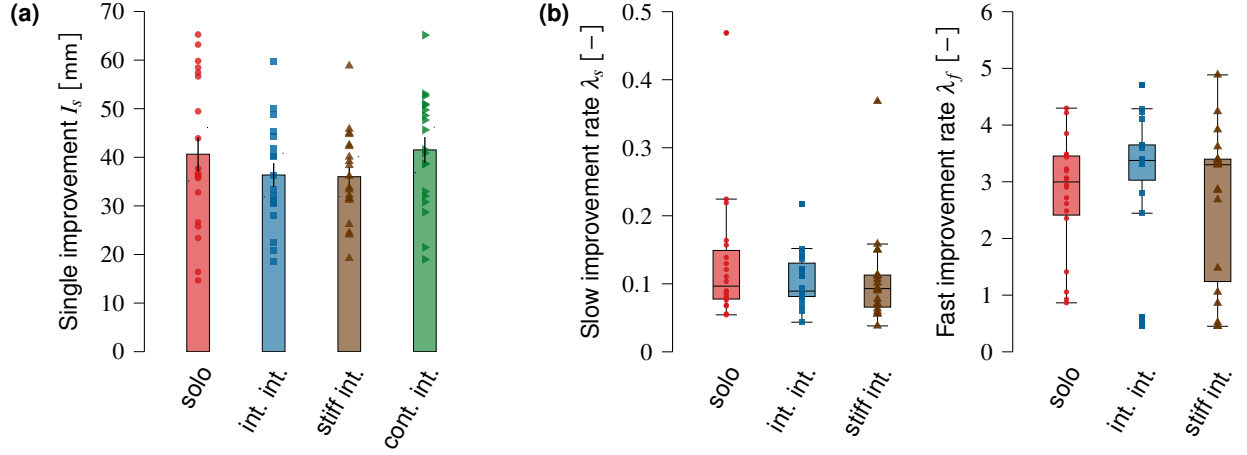 (a)
Single improvement I_s [mm]
70
60
50
40
30
20
10
0
solo
int. int.
stiff int.
cont. int.
(b)
Slow improvement rate λ_s [−]
0.5
0.4
0.3
0.2
0.1
0
solo
int. int.
stiff int.
Fast improvement rate λ_f [−]
6
5
4
3
2
1
0
solo
int. int.
stiff int.